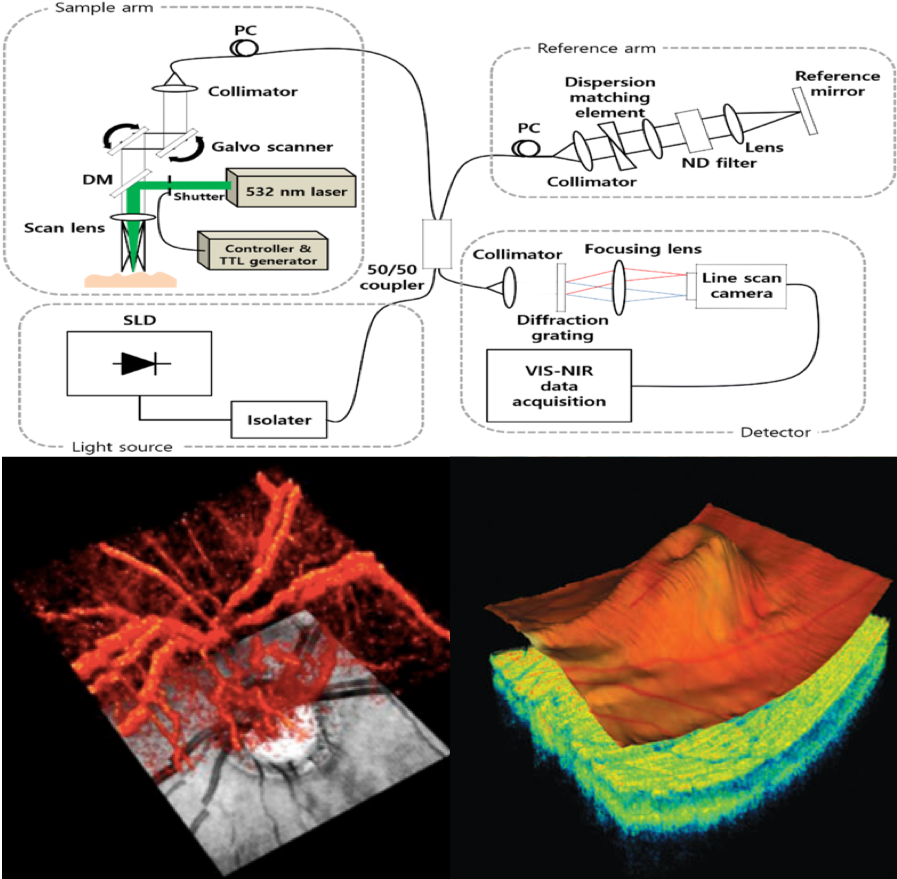 Sample arm
PC
Collimator
Galvo scanner
DM
532 nm laser
Shutter
Scan lens
Controller &
TTL generator
50/50
coupler
Reference arm
Dispersion
matching
element
Reference
mirror
PC
Lens
ND filter
Collimator
Collimator
Focusing lens
Line scan
camera
Diffraction
grating
VIS-NIR
data
acquisition
Detector
SLD
Isolater
Light source